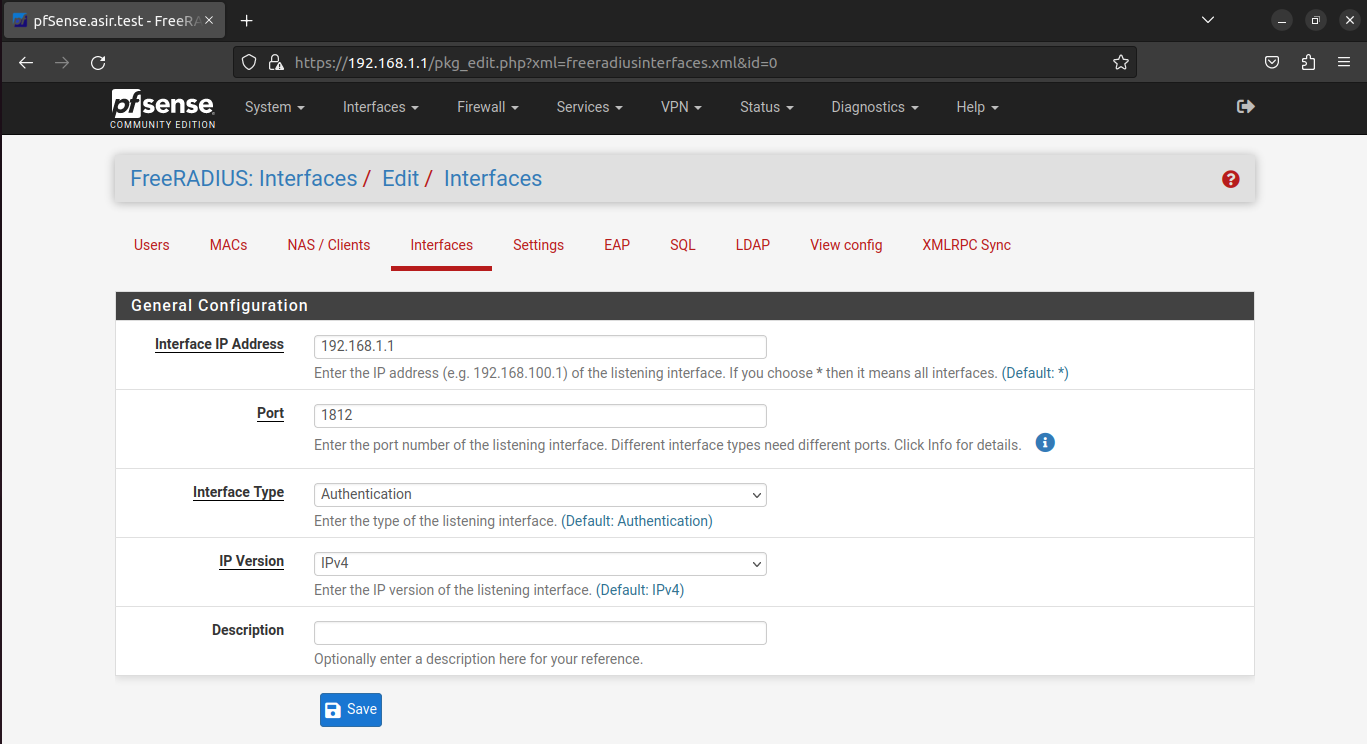 pfSense.asir.test - FreeRA
https://192.168.1.1/pkg_edit.php?xml=freeradiusinterfaces.xml&id=0
pfsense COMMUNITY EDITION
System Interfaces Firewall Services VPN Status Diagnostics Help
FreeRADIUS: Interfaces / Edit / Interfaces
Users MACs NAS / Clients Interfaces Settings EAP SQL LDAP View config XMLRPC Sync
General Configuration
Interface IP Address 192.168.1.1
Enter the IP address (e.g. 192.168.100.1) of the listening interface. If you choose * then it means all interfaces. (Default: *)
Port 1812
Enter the port number of the listening interface. Different interface types need different ports. Click Info for details.
Interface Type Authentication
Enter the type of the listening interface. (Default: Authentication)
IP Version IPv4
Enter the IP version of the listening interface. (Default: IPv4)
Description
Optionally enter a description here for your reference.
Save